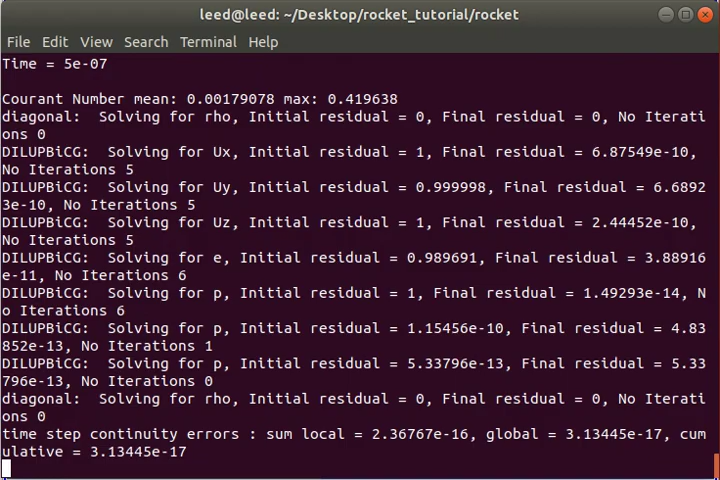 leed@leed: ~/Desktop/rocket_tutorial/rocket
File Edit View Search Terminal Help
Time = 5e-07
Courant Number mean: 0.00179078 max: 0.419638
diagonal:  Solving for rho, Initial residual = 0, Final residual = 0, No Iterati
ons 0
DILUPBiCG:  Solving for Ux, Initial residual = 1, Final residual = 6.87549e-10,
No Iterations 5
DILUPBiCG:  Solving for Uy, Initial residual = 0.999998, Final residual = 6.6892
3e-10, No Iterations 5
DILUPBiCG:  Solving for Uz, Initial residual = 1, Final residual = 2.44452e-10,
No Iterations 5
DILUPBiCG:  Solving for e, Initial residual = 0.989691, Final residual = 3.88916
e-11, No Iterations 6
DILUPBiCG:  Solving for p, Initial residual = 1, Final residual = 1.49293e-14, N
o Iterations 6
DILUPBiCG:  Solving for p, Initial residual = 1.15456e-10, Final residual = 4.83
852e-13, No Iterations 1
DILUPBiCG:  Solving for p, Initial residual = 5.33796e-13, Final residual = 5.33
796e-13, No Iterations 0
diagonal:  Solving for rho, Initial residual = 0, Final residual = 0, No Iterati
ons 0
time step continuity errors : sum local = 2.36767e-16, global = 3.13445e-17, cum
ulative = 3.13445e-17